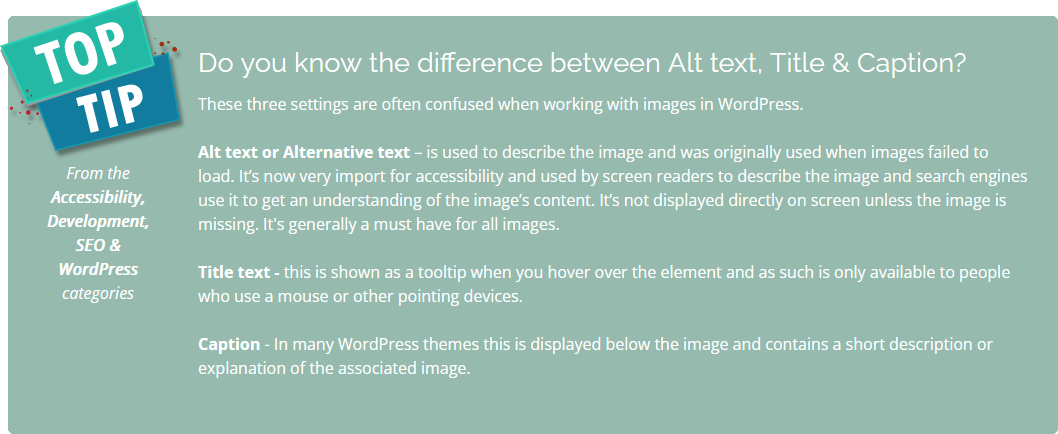 TOP
TIP
From the
Accessibility,
Development,
SEO &
WordPress
categories
Do you know the difference between Alt text, Title & Caption?
These three settings are often confused when working with images in WordPress.
Alt text or Alternative text – is used to describe the image and was originally used when images failed to
load. It’s now very import for accessibility and used by screen readers to describe the image and search engines
use it to get an understanding of the image’s content. It’s not displayed directly on screen unless the image is
missing. It's generally a must have for all images.
Title text - this is shown as a tooltip when you hover over the element and as such is only available to people
who use a mouse or other pointing devices.
Caption - In many WordPress themes this is displayed below the image and contains a short description or
explanation of the associated image.